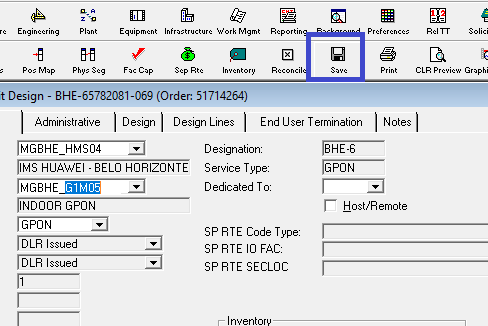 Engineering Plant Equipment Infrastructure Work Mgmt Reporting Background Preferences Rel TT
Pos Map Phys Seg Fac Cap Sep Rte Inventory Reconcile Save Print CLR Preview
it Design - BHE-65782081-069 (Order: 51714264)
Administrative Design Design Lines End User Termination Notes
MGBHE_HMS04 Designation: BHE-6
IMS HUAWEI - BELO HORIZONTE Service Type: GPON
MGBHE_G1M05 Dedicated To:
INDOOR GPON Host/Remote
GPON SP RTE Code Type:
DLR Issued SP RTE IO FAC:
DLR Issued SP RTE SECLOC
1
Inventory